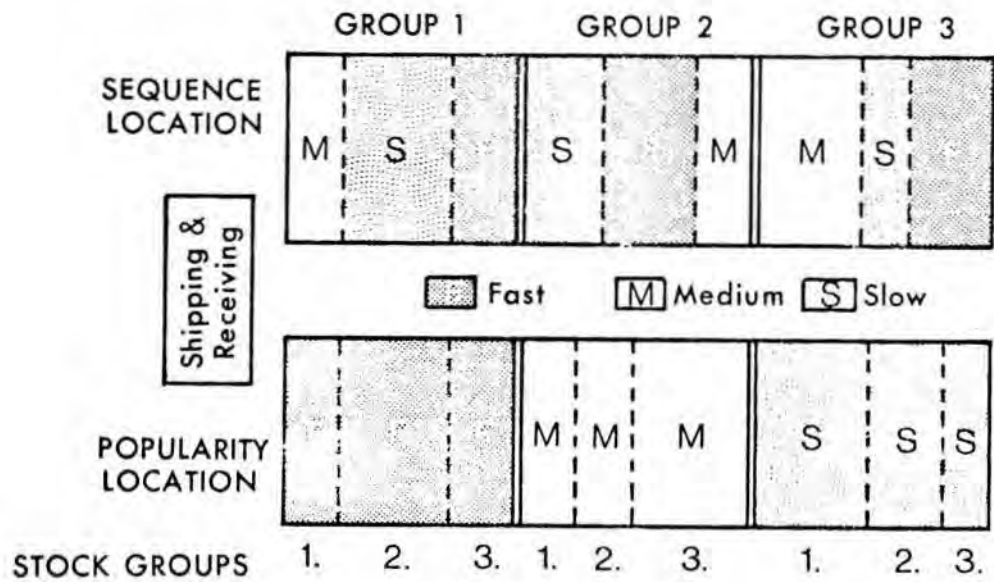 GROUP 1 GROUP 2 GROUP 3
SEQUENCE
LOCATION
M S S M M S
Shipping &
Receiving
Fast M Medium S Slow
POPULARITY
LOCATION
M M M S S S
STOCK GROUPS 1. 2. 3. 1. 2. 3. 1. 2. 3.